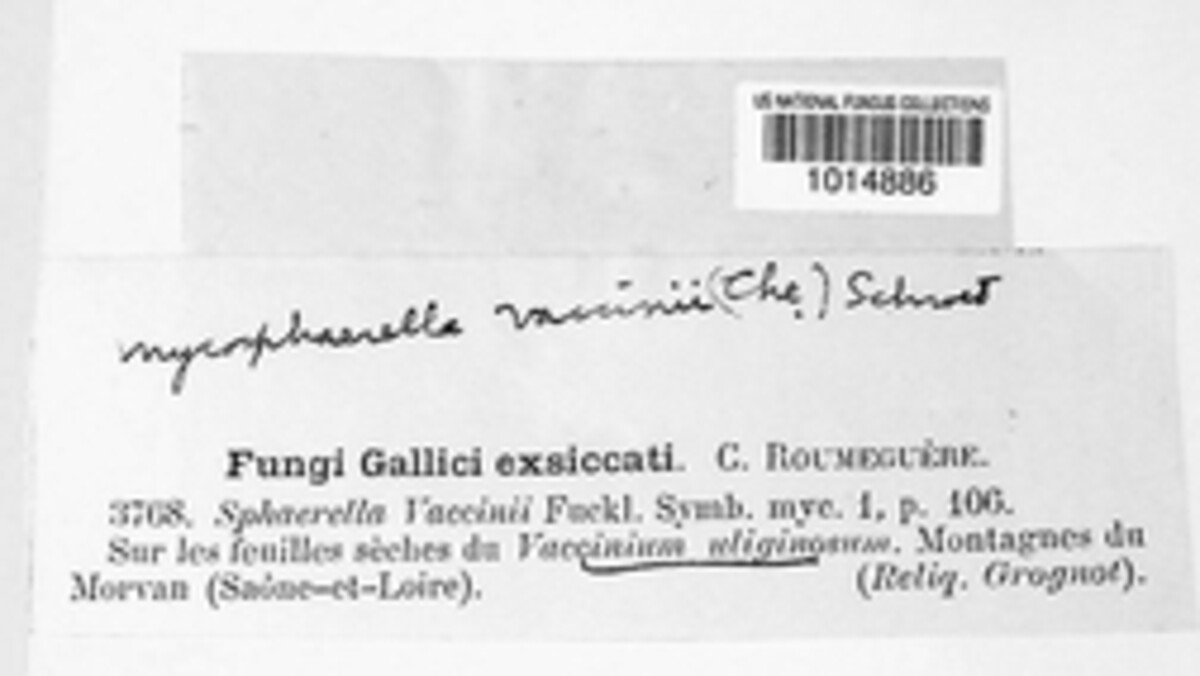 US NATIONAL FUNGUS COLLECTIONS
1014886
mycosphaerella vaccinii (Cke.) Schroet
Fungi Gallici exsiccati. C. ROUMEGUÈRE.
3768. Sphaerella Vaccinii Fuckl. Symb. myc. 1, p. 106.
Sur les feuilles sèches du Vaccinium uliginosum. Montagnes du
Morvan (Saône-et-Loire). (Reliq. Grognot).